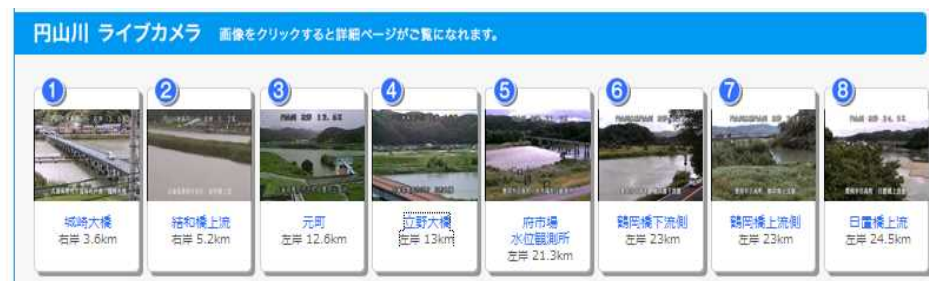 円山川 ライブカメラ 画像をクリックすると詳細ページがご覧になれます。
1 2 3 4 5 6 7 8
城崎大橋
右岸 3.6km
結和橋上流
右岸 5.2km
元町
左岸 12.6km
立野大橋
左岸 13km
府市場
水位観測所
左岸 21.3km
鶴岡橋下流側
左岸 23km
鶴岡橋上流側
左岸 23km
日置橋上流
左岸 24.5km